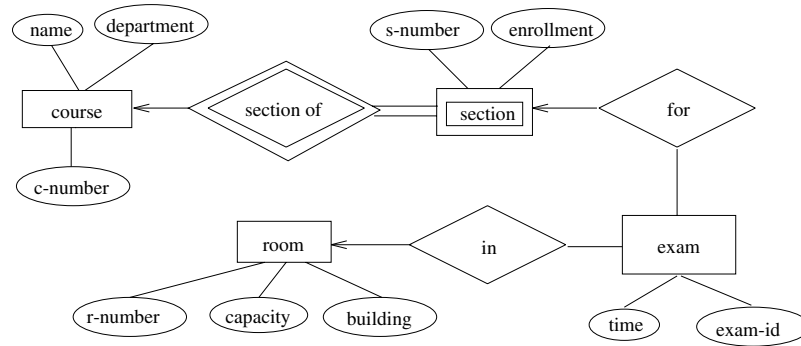 name
department
s-number
enrollment
course
section of
section
for
c-number
room
in
exam
r-number
capacity
building
time
exam-id